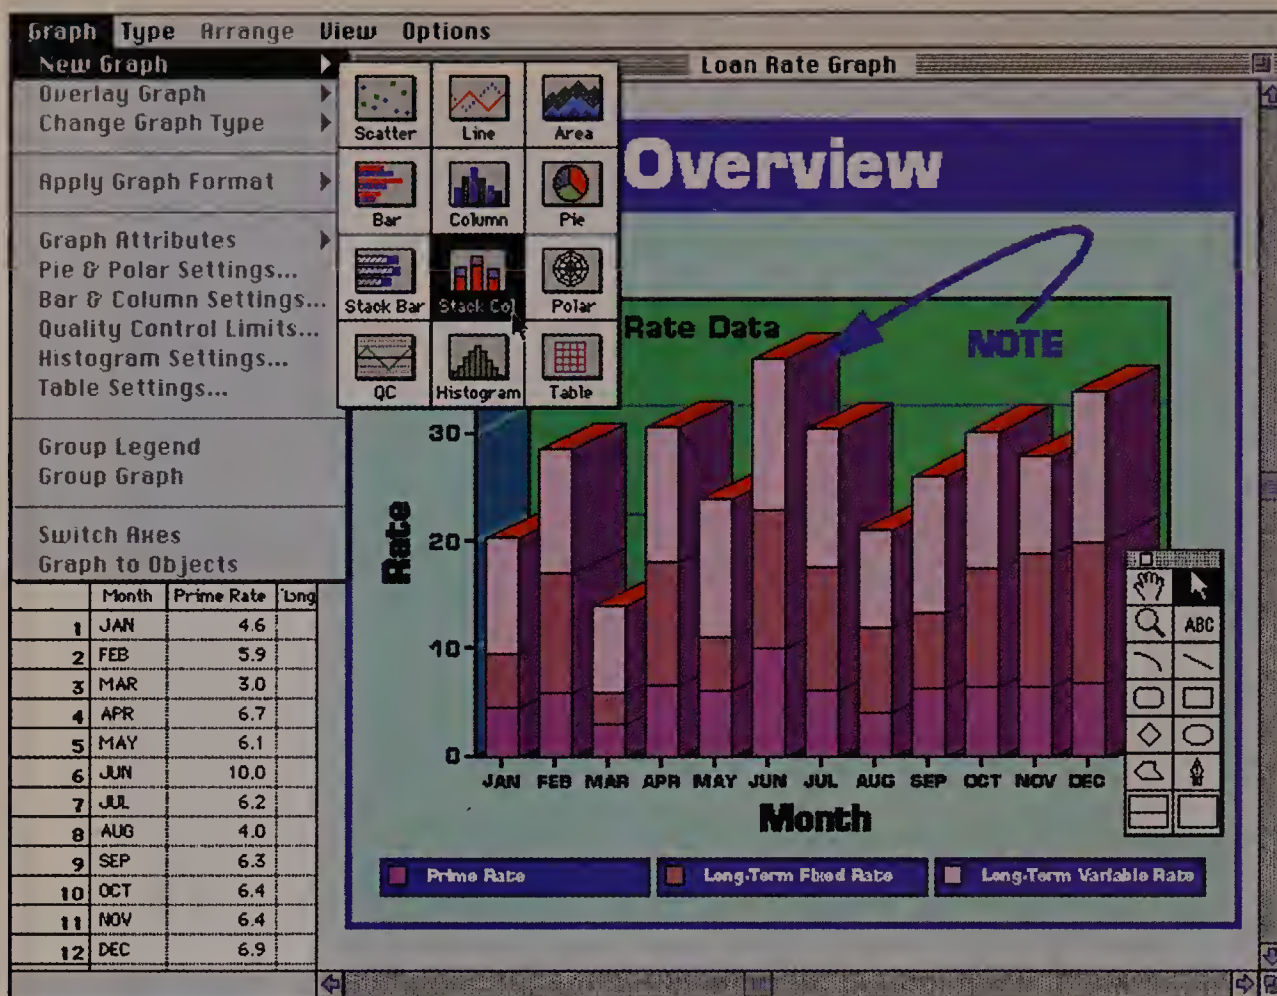 Graph Type Arrange View Options
New Graph
Overlay Graph
Change Graph Type
Apply Graph Format
Graph Attributes
Pie & Polar Settings...
Bar & Column Settings...
Quality Control Limits...
Histogram Settings...
Table Settings...
Group Legend
Group Graph
Switch Axes
Graph to Objects
Scatter Line Area
Bar Column Pie
Stack Bar Stack Col Polar
QC Histogram Table
Loan Rate Graph
Overview
Rate Data
NOTE
Rate
30
20
10
0
JAN FEB MAR APR MAY JUN JUL AUG SEP OCT NOV DEC
Month
Prime Rate Long-Term Fixed Rate Long-Term Variable Rate
ABC
Month Prime Rate Long
1 JAN 4.6
2 FEB 5.9
3 MAR 3.0
4 APR 6.7
5 MAY 6.1
6 JUN 10.0
7 JUL 6.2
8 AUG 4.0
9 SEP 6.3
10 OCT 6.4
11 NOV 6.4
12 DEC 6.9